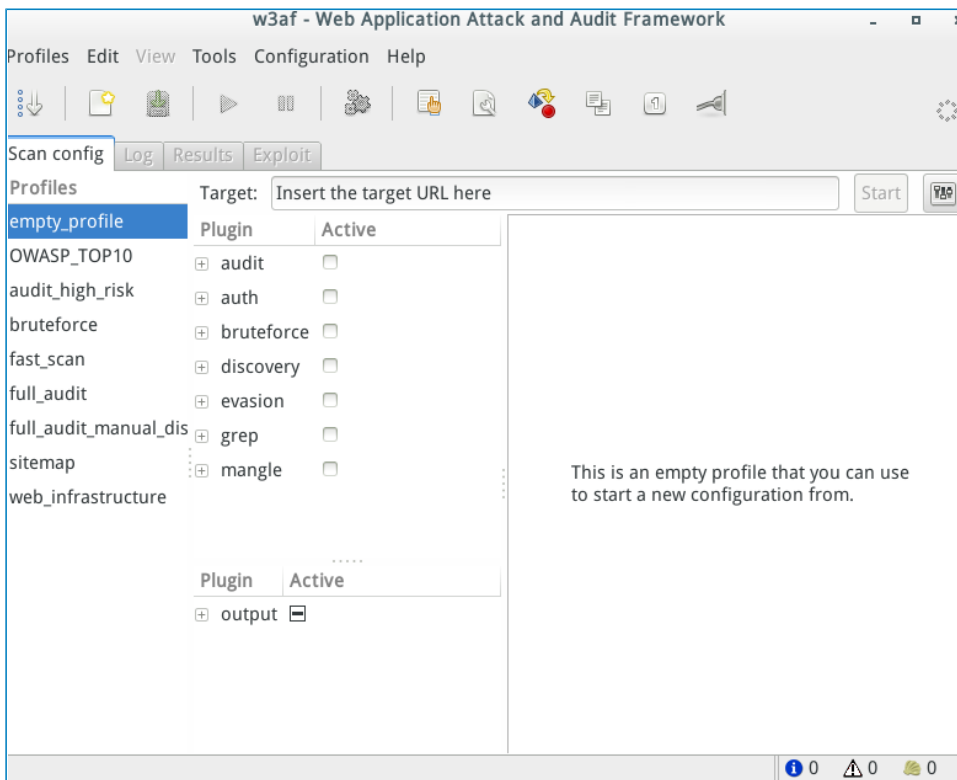 w3af - Web Application Attack and Audit Framework
Profiles Edit View Tools Configuration Help
Scan config Log Results Exploit
Profiles
empty_profile
OWASP_TOP10
audit_high_risk
bruteforce
fast_scan
full_audit
full_audit_manual_dis
sitemap
web_infrastructure
Target: Insert the target URL here Start
Plugin Active
audit
auth
bruteforce
discovery
evasion
grep
mangle
Plugin Active
output
This is an empty profile that you can use
to start a new configuration from.
0 0 0